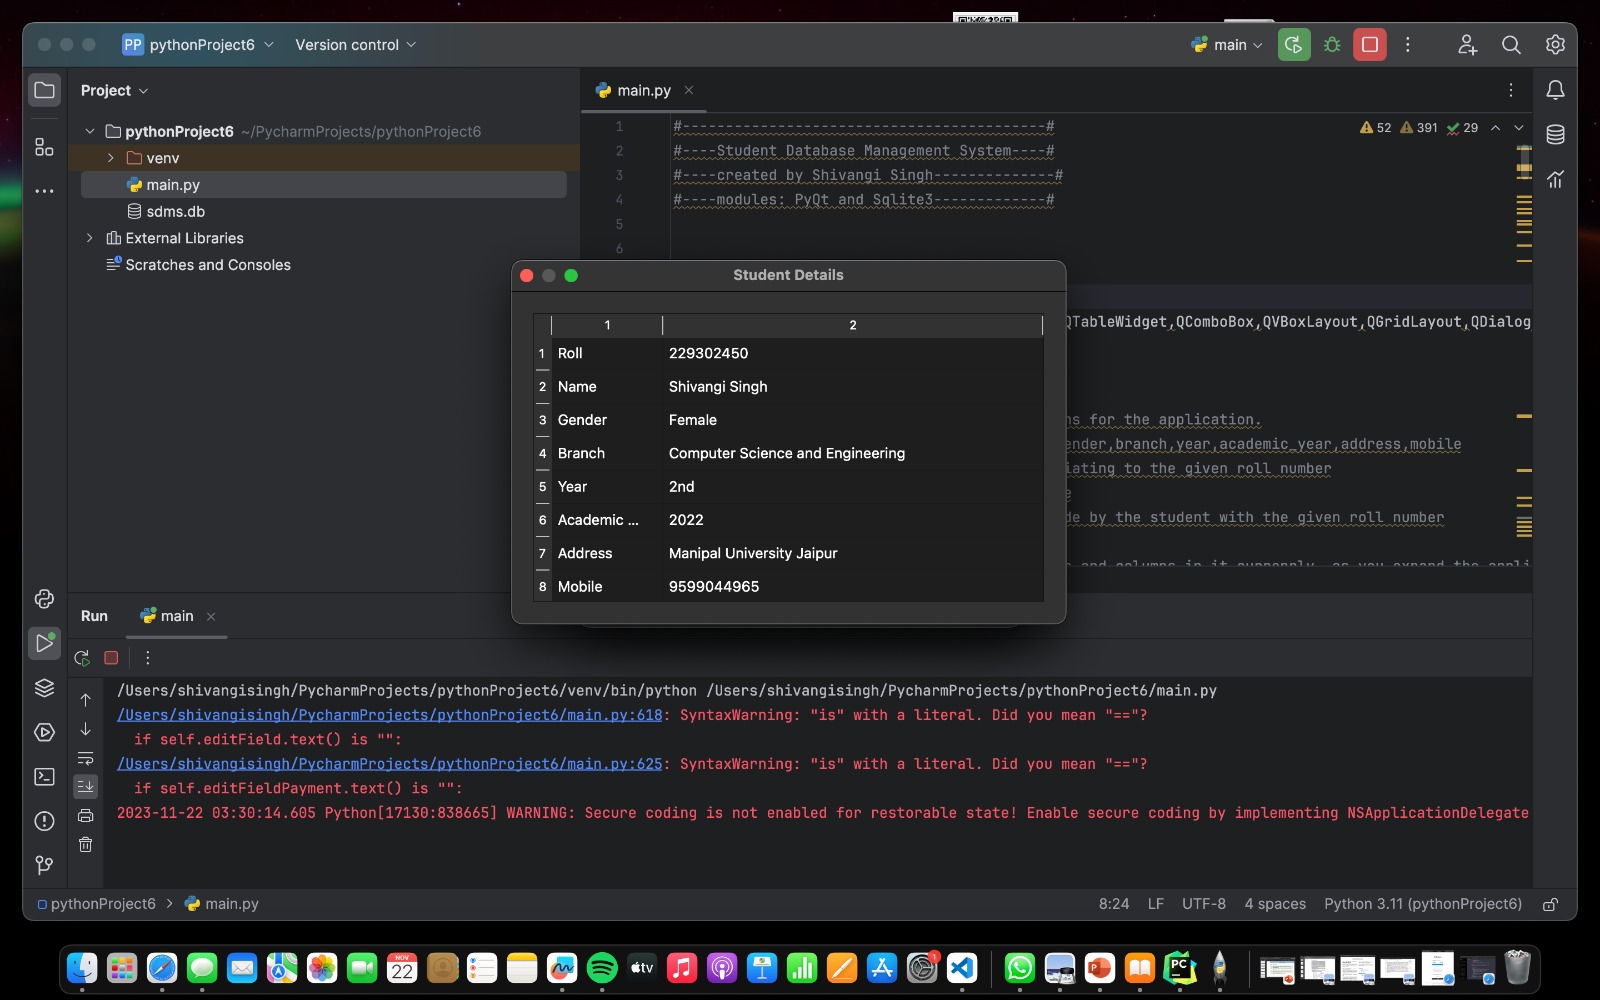 PP pythonProject6 Version control main
Project
main.py
pythonProject6 ~/PycharmProjects/pythonProject6
venv
main.py
sdms.db
External Libraries
Scratches and Consoles
52 391 29
1 #------------------------------------------#
2 #----Student Database Management System----#
3 #----created by Shivangi Singh--------------#
4 #----modules: PyQt and Sqlite3-------------#
5
6
QTableWidget,QComboBox,QVBoxLayout,QGridLayout,QDialog
s for the application.
ender,branch,year,academic_year,address,mobile
ating to the given roll number
de by the student with the given roll number
Student Details
1 2
1 Roll 229302450
2 Name Shivangi Singh
3 Gender Female
4 Branch Computer Science and Engineering
5 Year 2nd
6 Academic ... 2022
7 Address Manipal University Jaipur
8 Mobile 9599044965
Run main
/Users/shivangisingh/PycharmProjects/pythonProject6/venv/bin/python /Users/shivangisingh/PycharmProjects/pythonProject6/main.py
/Users/shivangisingh/PycharmProjects/pythonProject6/main.py:618: SyntaxWarning: "is" with a literal. Did you mean "=="?
if self.editField.text() is "":
/Users/shivangisingh/PycharmProjects/pythonProject6/main.py:625: SyntaxWarning: "is" with a literal. Did you mean "=="?
if self.editFieldPayment.text() is "":
2023-11-22 03:30:14.605 Python[17130:838665] WARNING: Secure coding is not enabled for restorable state! Enable secure coding by implementing NSApplicationDelegate
pythonProject6 > main.py
8:24 LF UTF-8 4 spaces Python 3.11 (pythonProject6)
NOV
22
tv
1
PC